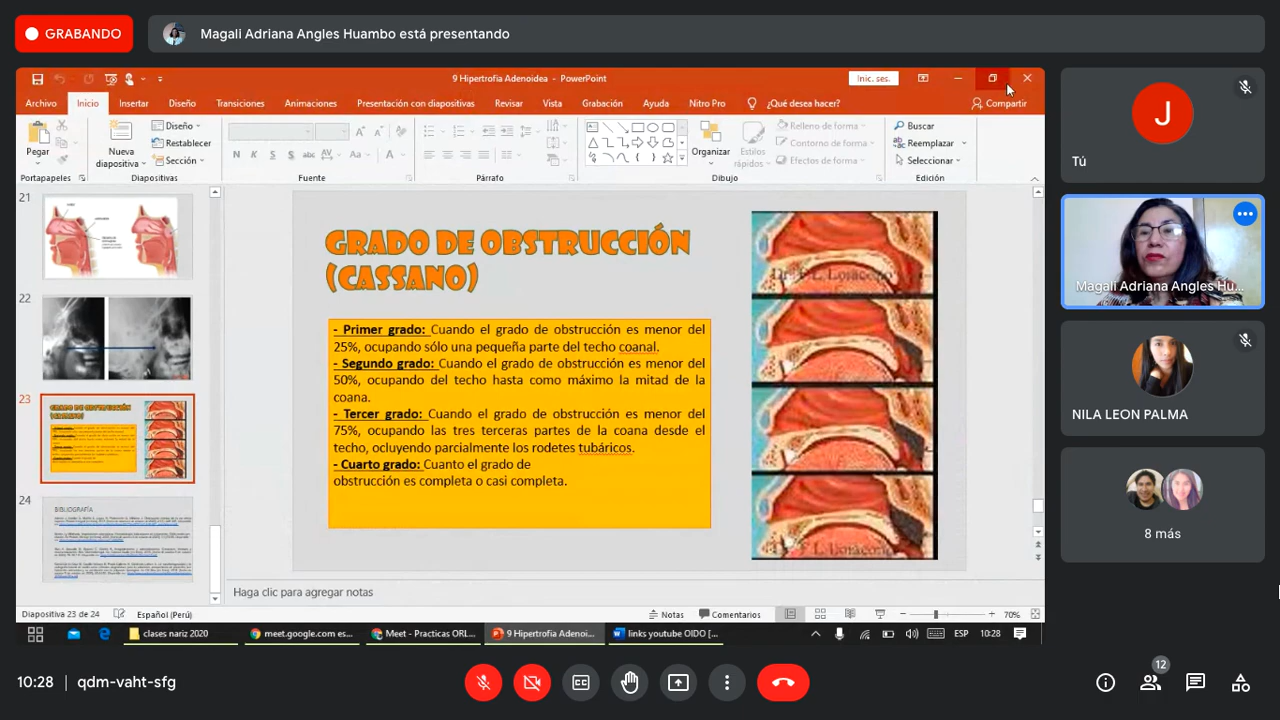 GRABANDO
Magali Adriana Angles Huambo está presentando
9 Hipertrofia Adenoidea - PowerPoint
Inic. ses.
Archivo Inicio Insertar Diseño Transiciones Animaciones Presentación con diapositivas Revisar Vista Grabación Ayuda Nitro Pro ¿Qué desea hacer? Compartir
Pegar
Nueva
diapositiva
Diseño
Restablecer
Sección
N K S S abc AV Aa A
Organizar
Estilos
rápidos
Relleno de forma
Contorno de forma
Efectos de forma
Buscar
Reemplazar
Seleccionar
Portapapeles Diapositivas Fuente Párrafo Dibujo Edición
21
22
23
24
BIBLIOGRAFÍA
GRADO DE OBSTRUCCIÓN
(CASSANO)
- Primer grado: Cuando el grado de obstrucción es menor del
25%, ocupando sólo una pequeña parte del techo coanal.
- Segundo grado: Cuando el grado de obstrucción es menor del
50%, ocupando del techo hasta como máximo la mitad de la
coana.
- Tercer grado: Cuando el grado de obstrucción es menor del
75%, ocupando las tres terceras partes de la coana desde el
techo, ocluyendo parcialmente los rodetes tubáricos.
- Cuarto grado: Cuanto el grado de
obstrucción es completa o casi completa.
Haga clic para agregar notas
Diapositiva 23 de 24 Español (Perú) Notas Comentarios 70%
clases nariz 2020 meet.google.com es... Meet - Practicas ORL... 9 Hipertrofia Adenoi... links youtube OIDO [... ESP 10:28
J
Tú
Magali Adriana Angles Hu...
NILA LEON PALMA
8 más
10:28 | qdm-vaht-sfg
12